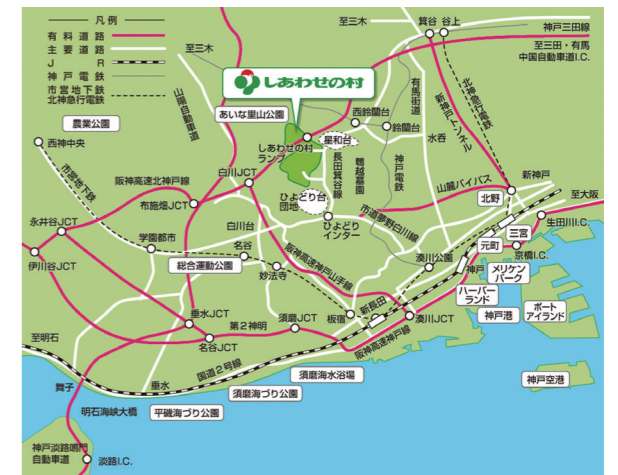 凡例
有料道路
主要道路
JR
神戸電鉄
市営地下鉄
北神急行電鉄
至三木
至三木
箕谷
谷上
神戸三田線
至三田・有馬
中国自動車道I.C.
しあわせの村
山陽自動車道
あいな里山公園
農業公園
西神中央
西鈴蘭台
鈴蘭台
有馬街道
水呑
新神戸トンネル
北神急行電鉄
星和台
しあわせの村
ランプ
長田箕谷線
鵯越墓園
神戸電鉄
市営地下鉄
阪神高速北神戸線
白川JCT
布施畑JCT
ひよどり台
団地
山麓バイパス
新神戸
北野
至大阪
永井谷JCT
伊川谷JCT
学園都市
白川台
名谷
総合運動公園
妙法寺
ひよどり
インター
市道夢野白川線
阪神高速神戸山手線
湊川公園
生田川I.C.
三宮
元町
京橋I.C.
神戸
メリケン
パーク
ハーバー
ランド
神戸港
ポート
アイランド
至明石
垂水JCT
名谷JCT
第2神明
須磨JCT
板宿
新長田
湊川JCT
阪神高速神戸線
国道2号線
須磨海水浴場
須磨海づり公園
神戸空港
舞子
垂水
明石海峡大橋
平磯海づり公園
神戸淡路鳴門
自動車道
淡路I.C.